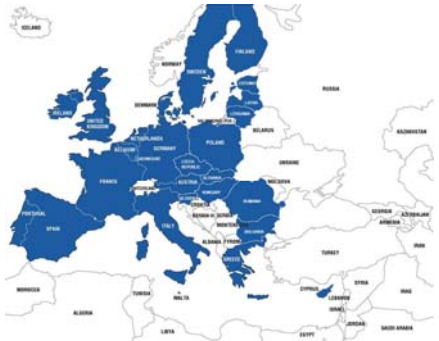 ICELAND
FINLAND
NORWAY
SWEDEN
ESTONIA
RUSSIA
LATVIA
DENMARK
LITHUANIA
IRELAND
UNITED
KINGDOM
NETHERLANDS
BELARUS
POLAND
BELGIUM
GERMANY
KAZAKHSTAN
CZECH
REPUBLIC
UKRAINE
SLOVAKIA
FRANCE
SWITZERLAND
AUSTRIA
HUNGARY
MOLDOVA
SLOVENIA
CROATIA
ROMANIA
BOSNIA H.
SERBIA
PORTUGAL
SPAIN
ITALY
BULGARIA
GEORGIA
AZERBAIJAN
ARMENIA
ALBANIA
FYROM
GREECE
TURKEY
IRAN
MALTA
CYPRUS
SYRIA
LEBANON
IRAQ
ISRAEL
MOROCCO
ALGERIA
TUNISIA
LIBYA
EGYPT
JORDAN
SAUDI ARABIA